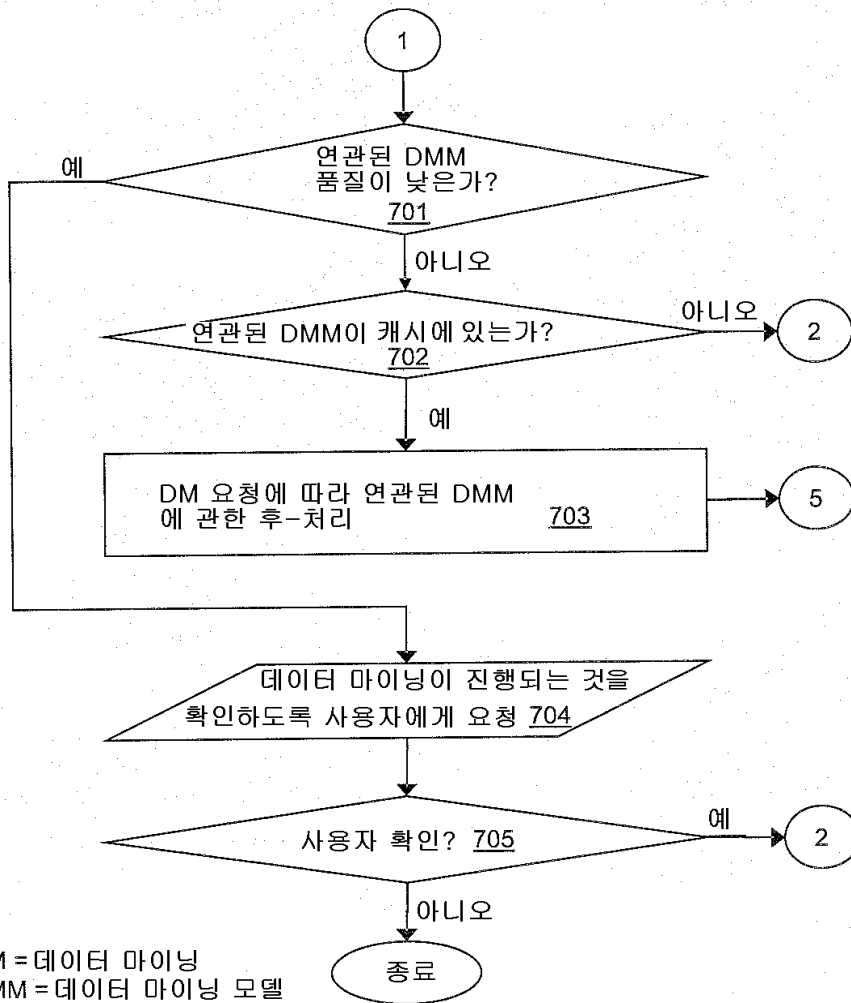 1
연관된 DMM
품질이 낮은가?
701
예
아니오
연관된 DMM이 캐시에 있는가?
702
아니오
2
예
DM 요청에 따라 연관된 DMM
에 관한 후-처리 703
5
데이터 마이닝이 진행되는 것을
확인하도록 사용자에게 요청 704
사용자 확인? 705
예
2
아니오
종료
M = 데이터 마이닝
MM = 데이터 마이닝 모델